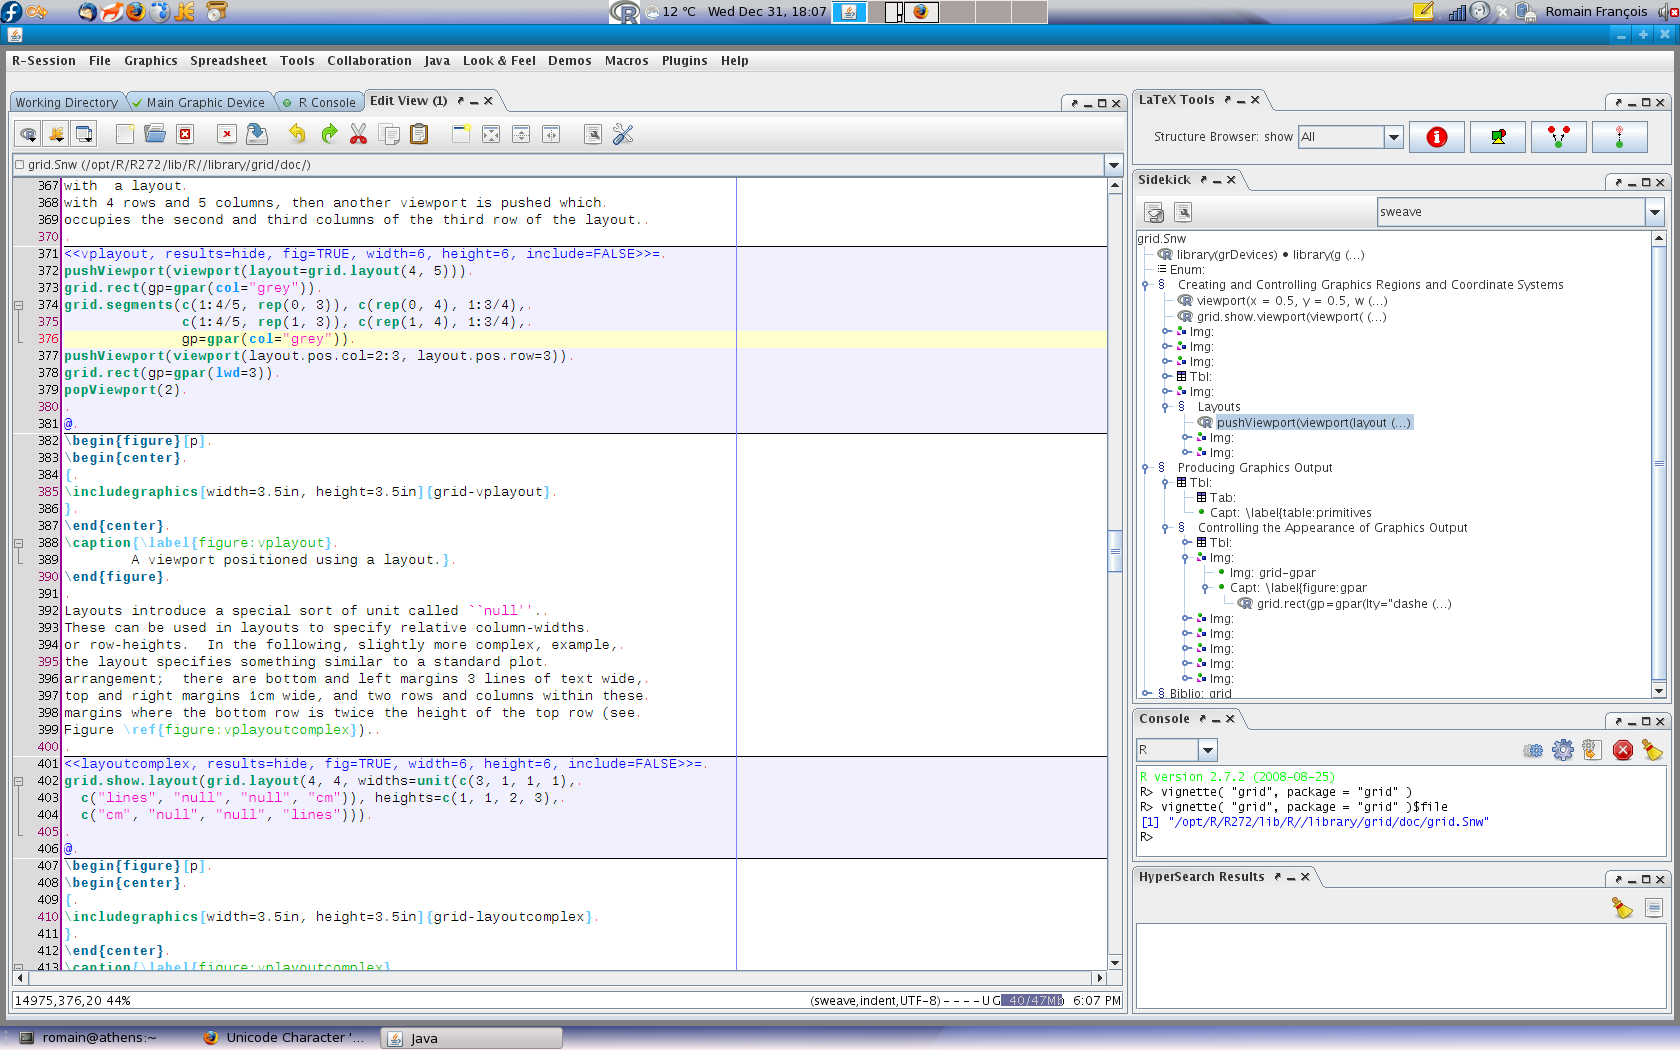 12 °C Wed Dec 31, 18:07
Romain François
R-Session File Graphics Spreadsheet Tools Collaboration Java Look & Feel Demos Macros Plugins Help
Working Directory Main Graphic Device R Console Edit View (1)
grid.Snw (/opt/R/R272/lib/R//library/grid/doc/)
367 with  a layout.
368 with 4 rows and 5 columns, then another viewport is pushed which.
369 occupies the second and third columns of the third row of the layout..
370 .
371 <<vplayout, results=hide, fig=TRUE, width=6, height=6, include=FALSE>>=.
372 pushViewport(viewport(layout=grid.layout(4, 5))).
373 grid.rect(gp=gpar(col="grey")).
374 grid.segments(c(1:4/5, rep(0, 3)), c(rep(0, 4), 1:3/4),.
375               c(1:4/5, rep(1, 3)), c(rep(1, 4), 1:3/4),.
376               gp=gpar(col="grey")).
377 pushViewport(viewport(layout.pos.col=2:3, layout.pos.row=3)).
378 grid.rect(gp=gpar(lwd=3)).
379 popViewport(2).
380 .
381 @.
382 \begin{figure}[p].
383 \begin{center}.
384 {.
385 \includegraphics[width=3.5in, height=3.5in]{grid-vplayout}.
386 }.
387 \end{center}.
388 \caption{\label{figure:vplayout}.
389         A viewport positioned using a layout.}.
390 \end{figure}.
391 .
392 Layouts introduce a special sort of unit called ``null''..
393 These can be used in layouts to specify relative column-widths.
394 or row-heights.  In the following, slightly more complex, example,.
395 the layout specifies something similar to a standard plot.
396 arrangement;  there are bottom and left margins 3 lines of text wide,.
397 top and right margins 1cm wide, and two rows and columns within these.
398 margins where the bottom row is twice the height of the top row (see.
399 Figure \ref{figure:vplayoutcomplex})..
400 .
401 <<layoutcomplex, results=hide, fig=TRUE, width=6, height=6, include=FALSE>>=.
402 grid.show.layout(grid.layout(4, 4, widths=unit(c(3, 1, 1, 1),.
403   c("lines", "null", "null", "cm")), heights=c(1, 1, 2, 3),.
404   c("cm", "null", "null", "lines"))).
405 .
406 @.
407 \begin{figure}[p].
408 \begin{center}.
409 {.
410 \includegraphics[width=3.5in, height=3.5in]{grid-layoutcomplex}.
411 }.
412 \end{center}.
413 \caption{\label{figure:vplayoutcomplex}
14975,376,20 44%
(sweave,indent,UTF-8) - - - - U G 40/47Mb 6:07 PM
LaTeX Tools
Structure Browser: show All
Sidekick
sweave
grid.Snw
library(grDevices) • library(g (...)
Enum:
§ Creating and Controlling Graphics Regions and Coordinate Systems
viewport(x = 0.5, y = 0.5, w (...)
grid.show.viewport(viewport( (...)
Img:
Img:
Img:
Tbl:
Img:
§ Layouts
pushViewport(viewport(layout (...)
Img:
Img:
§ Producing Graphics Output
Tbl:
Tab:
Capt: \label{table:primitives
§ Controlling the Appearance of Graphics Output
Tbl:
Img:
Img: grid-gpar
Capt: \label{figure:gpar
grid.rect(gp=gpar(lty="dashe (...)
Img:
Img:
Img:
Img:
Img:
§ Biblio: grid
Console
R
R version 2.7.2 (2008-08-25)
R> vignette( "grid", package = "grid" )
R> vignette( "grid", package = "grid" )$file
[1] "/opt/R/R272/lib/R//library/grid/doc/grid.Snw"
R>
HyperSearch Results
romain@athens:~ Unicode Character '... Java